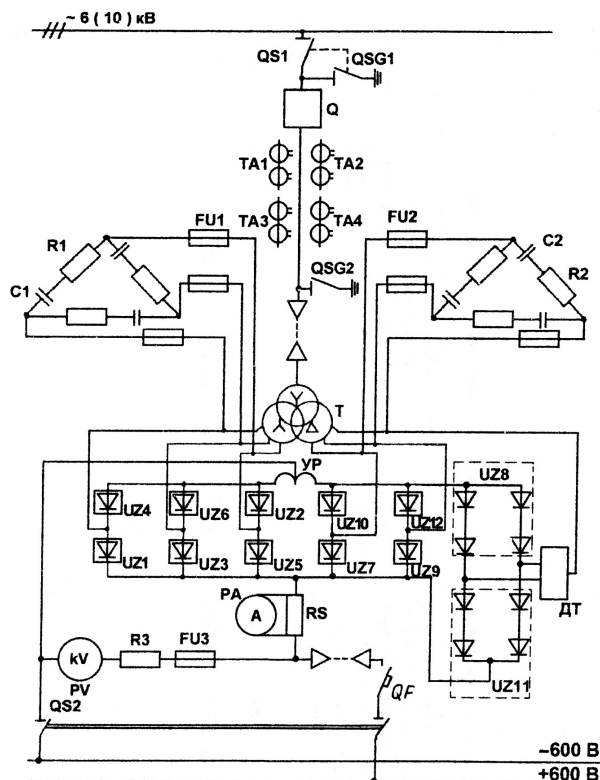 ~ 6 ( 10 ) кВ
QS1
QSG1
Q
TA1
TA2
TA3
TA4
FU1
FU2
R1
C1
C2
R2
QSG2
T
УР
UZ8
UZ4
UZ6
UZ2
UZ10
UZ12
UZ1
UZ3
UZ5
UZ7
UZ9
ДТ
PA
A
RS
R3
FU3
kV
PV
QF
UZ11
QS2
–600 В
+600 В